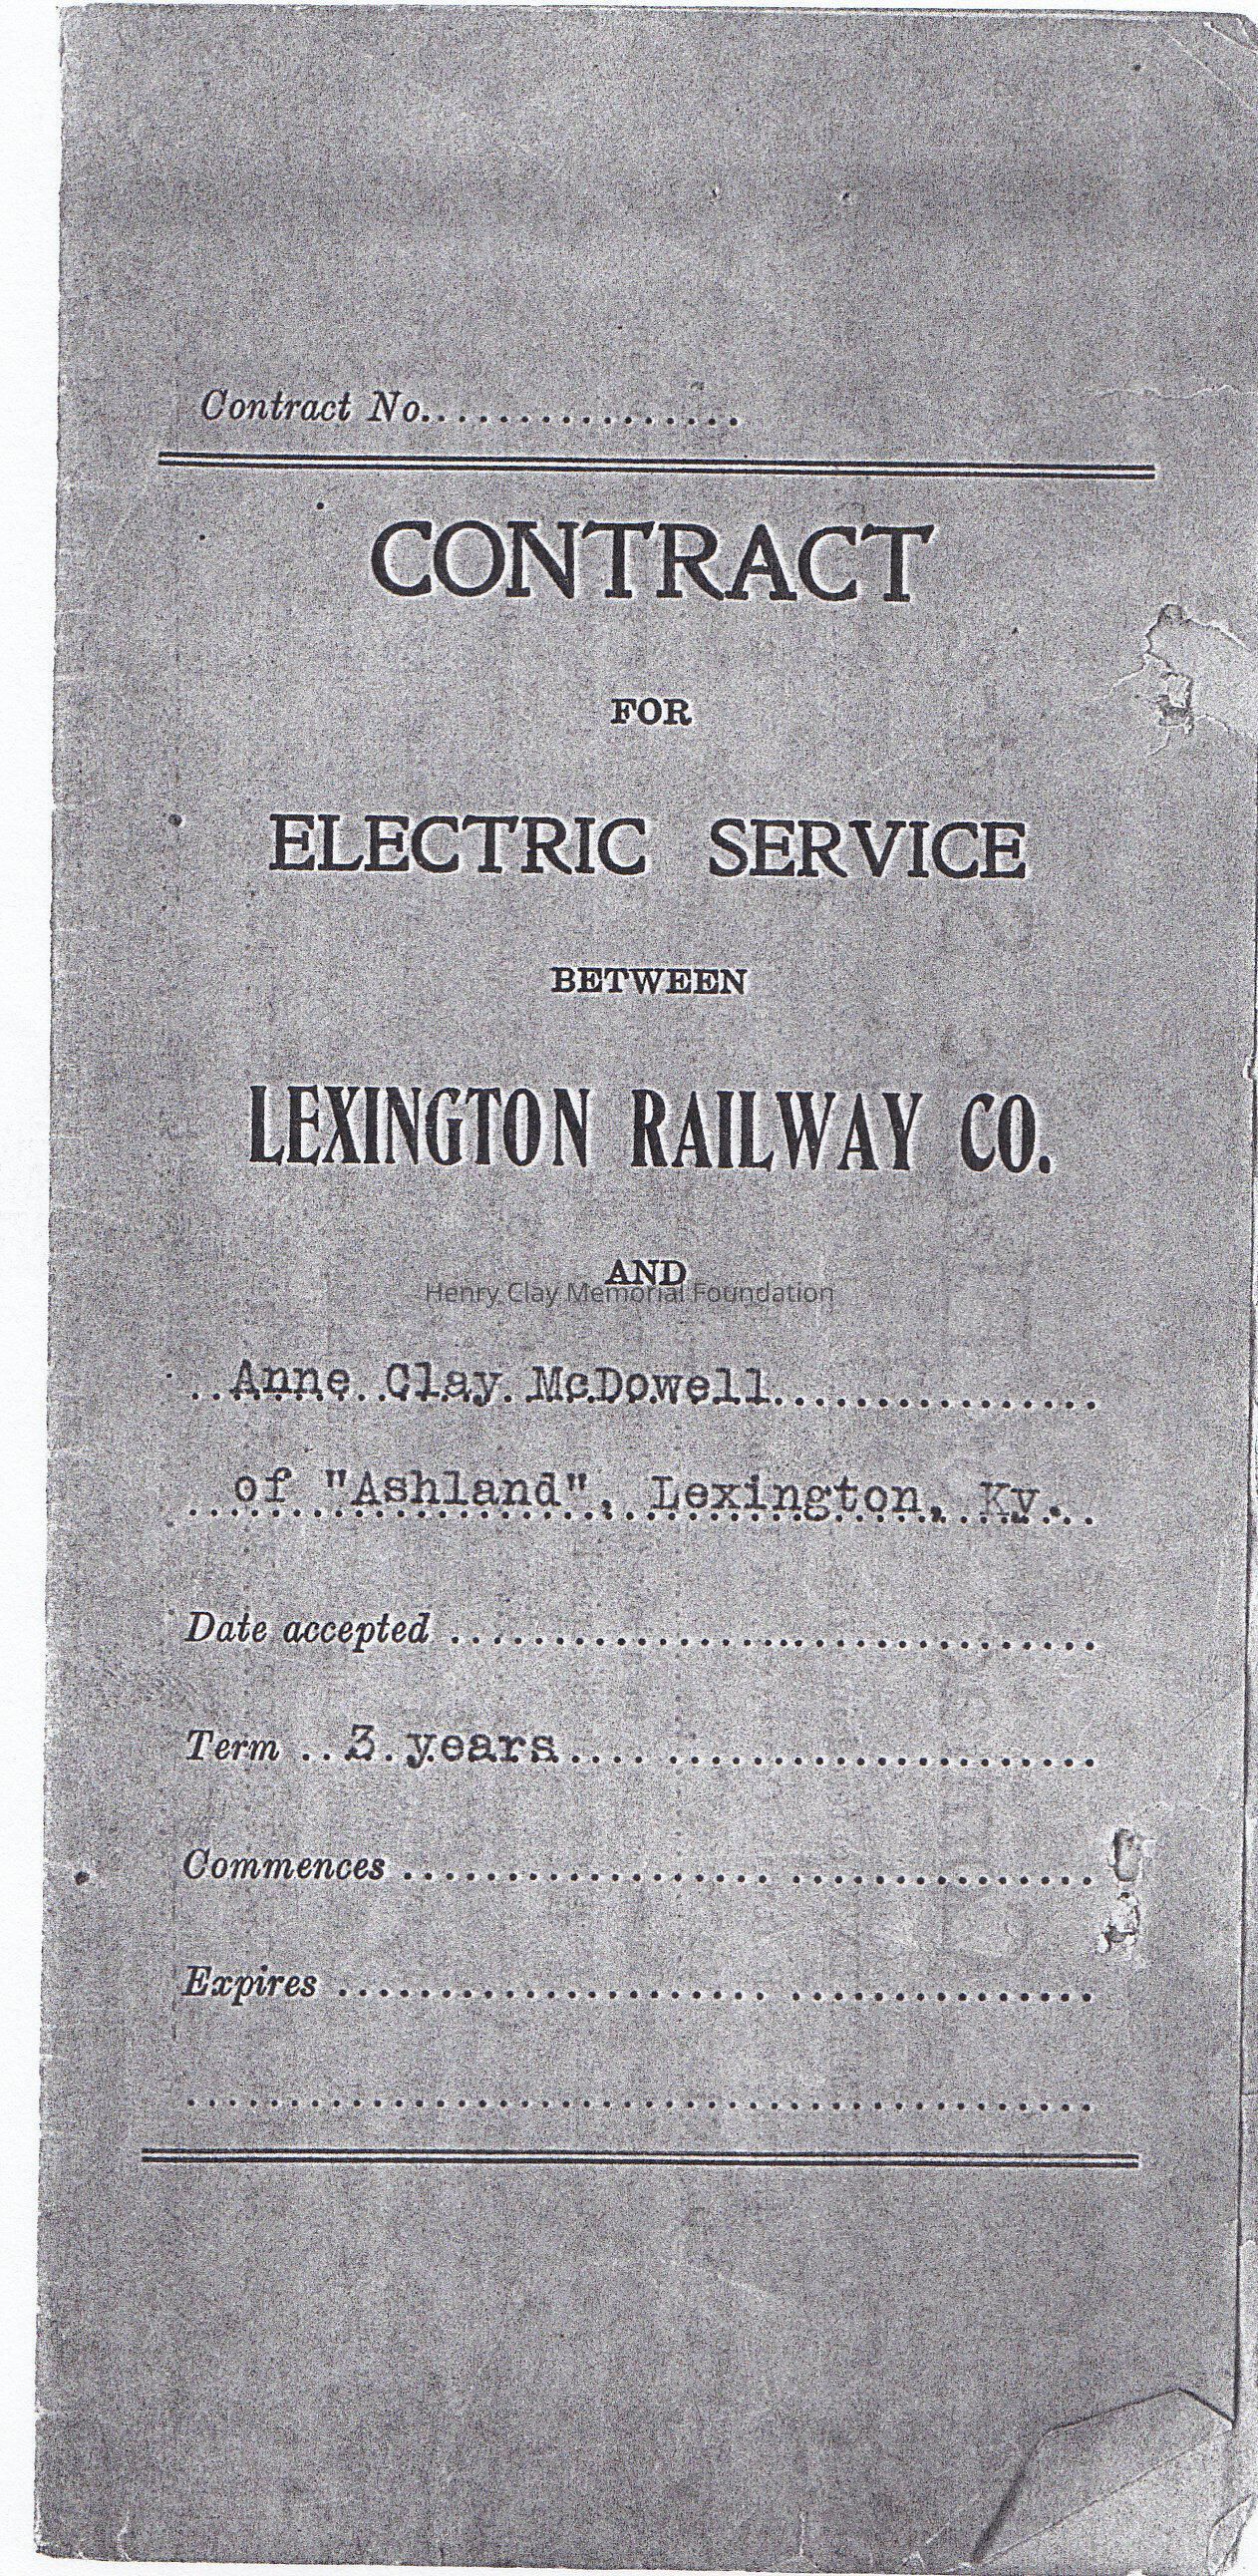 Contract No..................
CONTRACT
FOR
ELECTRIC SERVICE
BETWEEN
LEXINGTON RAILWAY CO.
AND
Henry Clay Memorial Foundation
Anne Clay McDowell
of "Ashland", Lexington, Ky.
Date accepted
Term 3 years
Commences
Expires